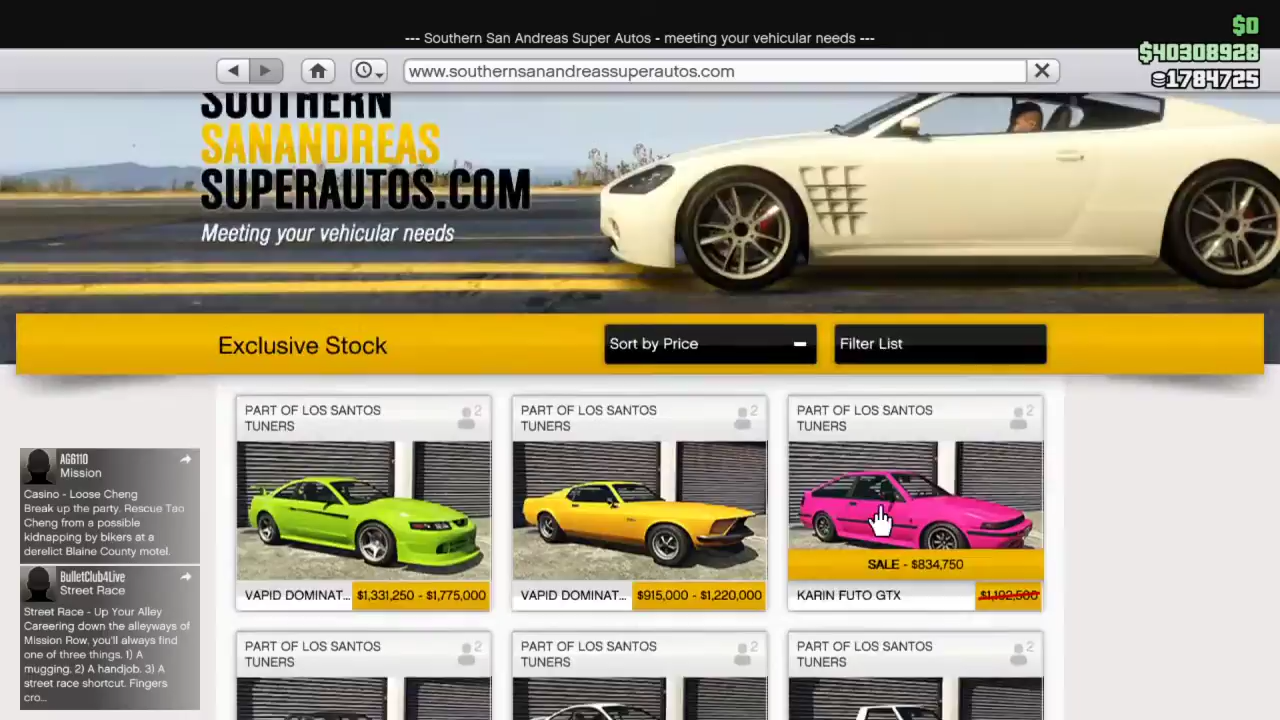 --- Southern San Andreas Super Autos - meeting your vehicular needs ---
$0
$40308928
1784725
www.southernsanandreassuperautos.com
SOUTHERN
SANANDREAS
SUPERAUTOS.COM
Meeting your vehicular needs
Exclusive Stock
Sort by Price
Filter List
PART OF LOS SANTOS
TUNERS
2
PART OF LOS SANTOS
TUNERS
2
PART OF LOS SANTOS
TUNERS
2
SALE - $834,750
VAPID DOMINAT... $1,331,250 - $1,775,000
VAPID DOMINAT... $915,000 - $1,220,000
KARIN FUTO GTX $1,192,500
AG6110
Mission
Casino - Loose Cheng
Break up the party. Rescue Tao
Cheng from a possible
kidnapping by bikers at a
derelict Blaine County motel.
BulletClub4Live
Street Race
Street Race - Up Your Alley
Careering down the alleyways of
Mission Row, you'll always find
one of three things. 1) A
mugging. 2) A handjob. 3) A
street race shortcut. Fingers
cro...
PART OF LOS SANTOS
TUNERS
2
PART OF LOS SANTOS
TUNERS
2
PART OF LOS SANTOS
TUNERS
2